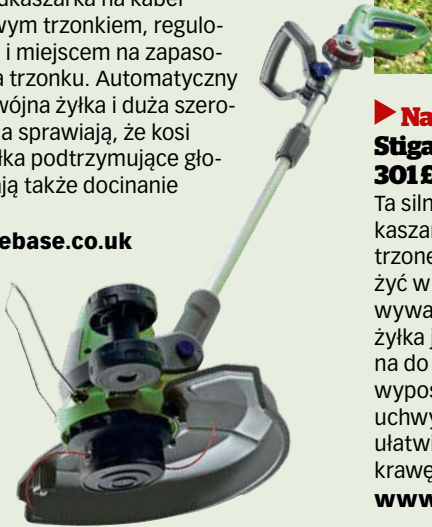 kaszarka na kabel
wym trzonkiem, regulo-
i miejscem na zapaso-
a trzonku. Automatyczny
wójna żyłka i duża szero-
a sprawiają, że kosi
łka podtrzymujące gło-
ją także docinanie
ebase.co.uk
Na
Stiga
301£
Ta siln
kaszar
trzone
żyć w
wywa
żyłka j
na do
wypos
uchwy
ułatwi
krawę
www